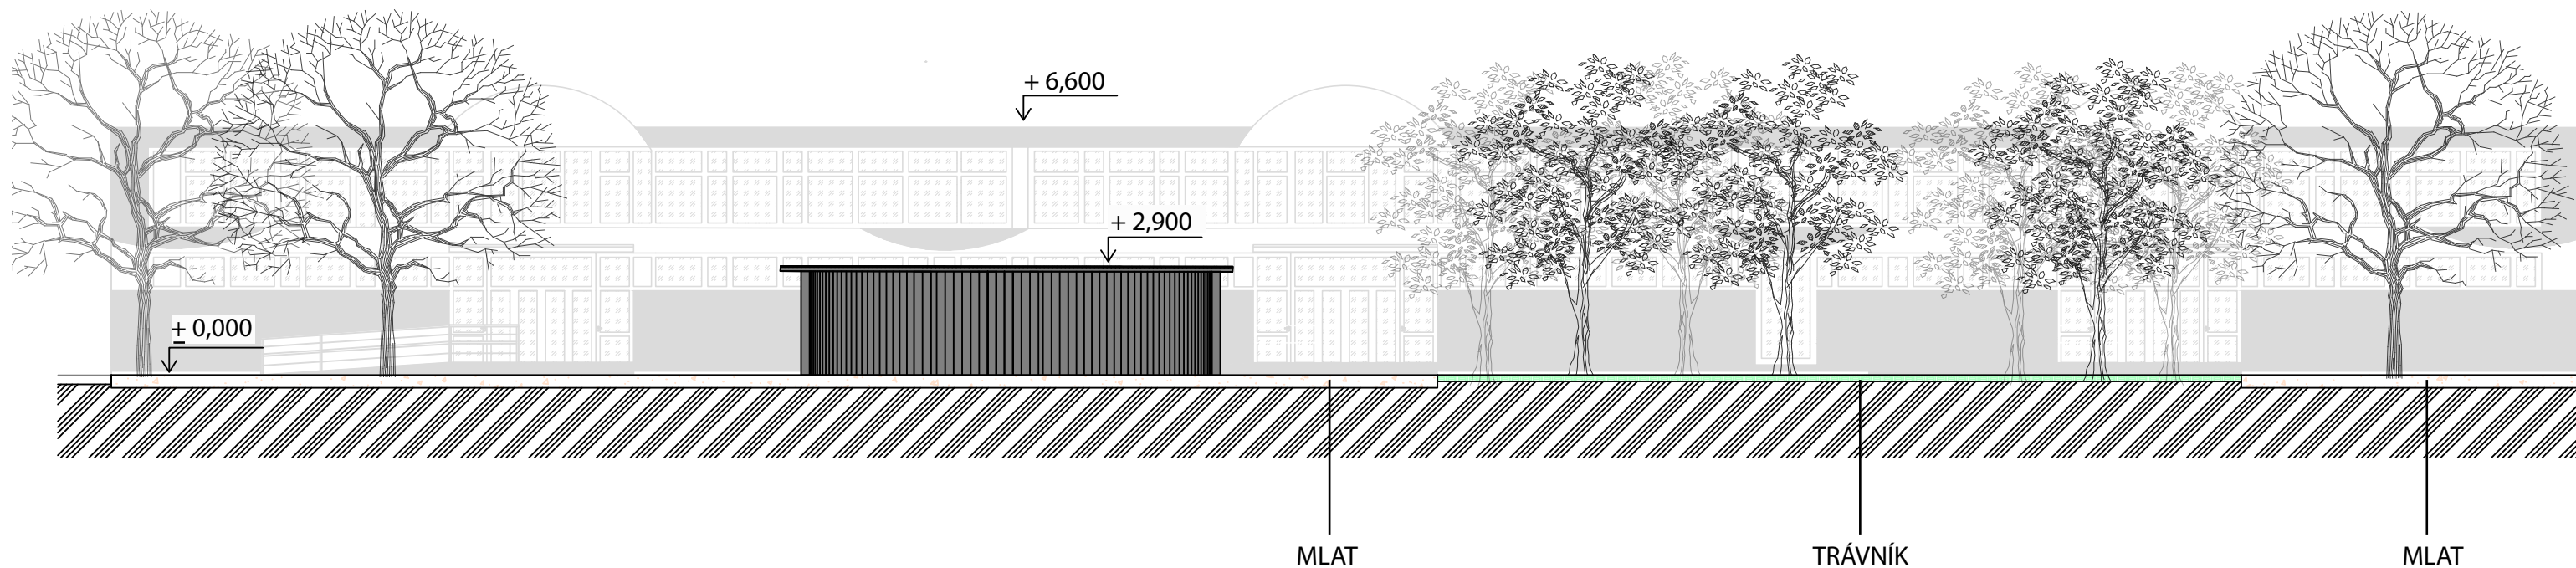 + 6,600
+ 2,900
± 0,000
MLAT
TRÁVNÍK
MLAT